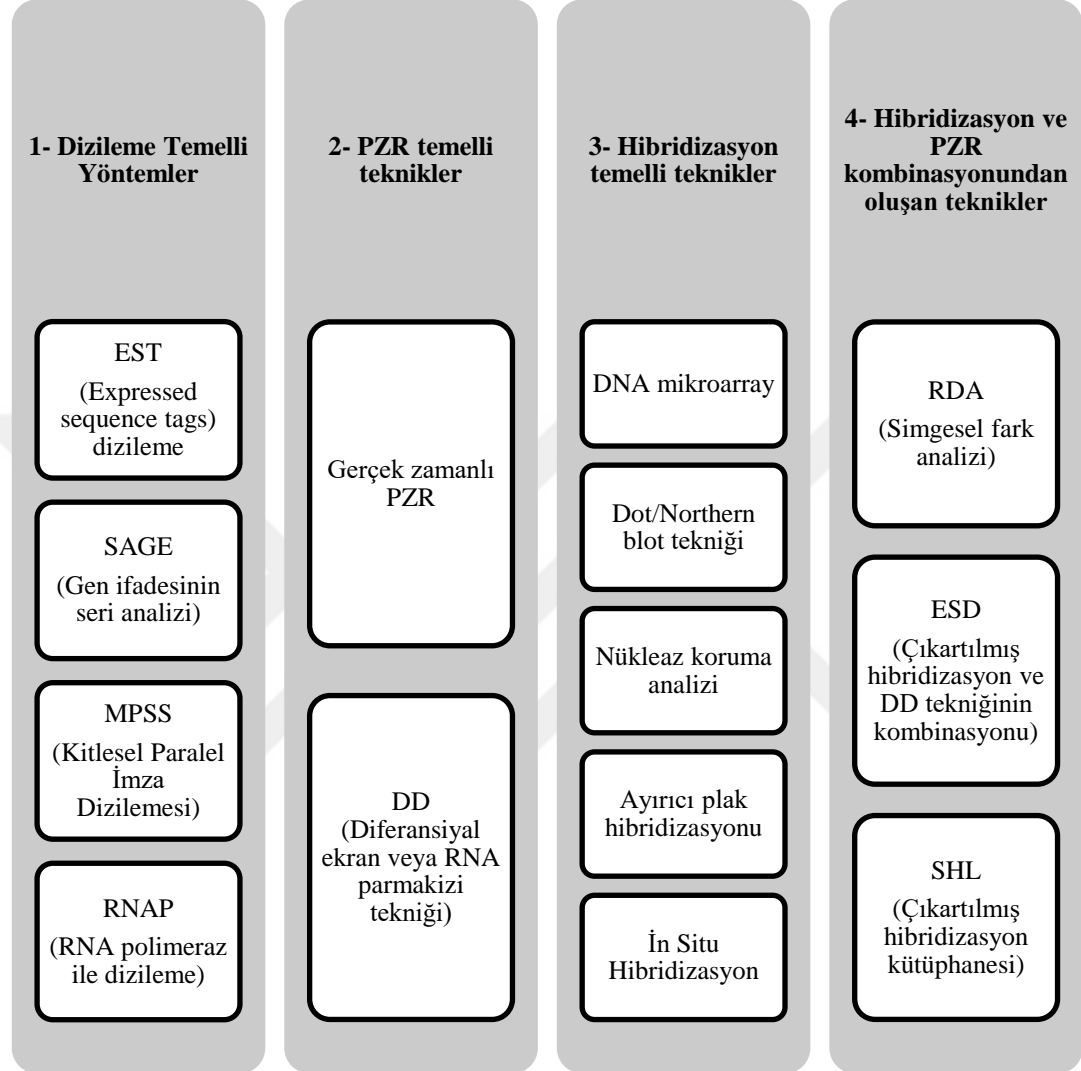 1- Dizileme Temelli
Yöntemler
EST
(Expressed
sequence tags)
dizileme
SAGE
(Gen ifadesinin
seri analizi)
MPSS
(Kitlesel Paralel
İmza
Dizilemesi)
RNAP
(RNA polimeraz
ile dizileme)
2- PZR temelli
teknikler
Gerçek zamanlı
PZR
DD
(Diferansiyal
ekran veya RNA
parmakizi
tekniği)
3- Hibridizasyon
temelli teknikler
DNA mikroarray
Dot/Northern
blot tekniği
Nükleaz koruma
analizi
Ayırıcı plak
hibridizasyonu
İn Situ
Hibridizasyon
4- Hibridizasyon ve
PZR
kombinasyonundan
oluşan teknikler
RDA
(Simgesel fark
analizi)
ESD
(Çıkartılmış
hibridizasyon ve
DD tekniğinin
kombinasyonu)
SHL
(Çıkartılmış
hibridizasyon
kütüphanesi)